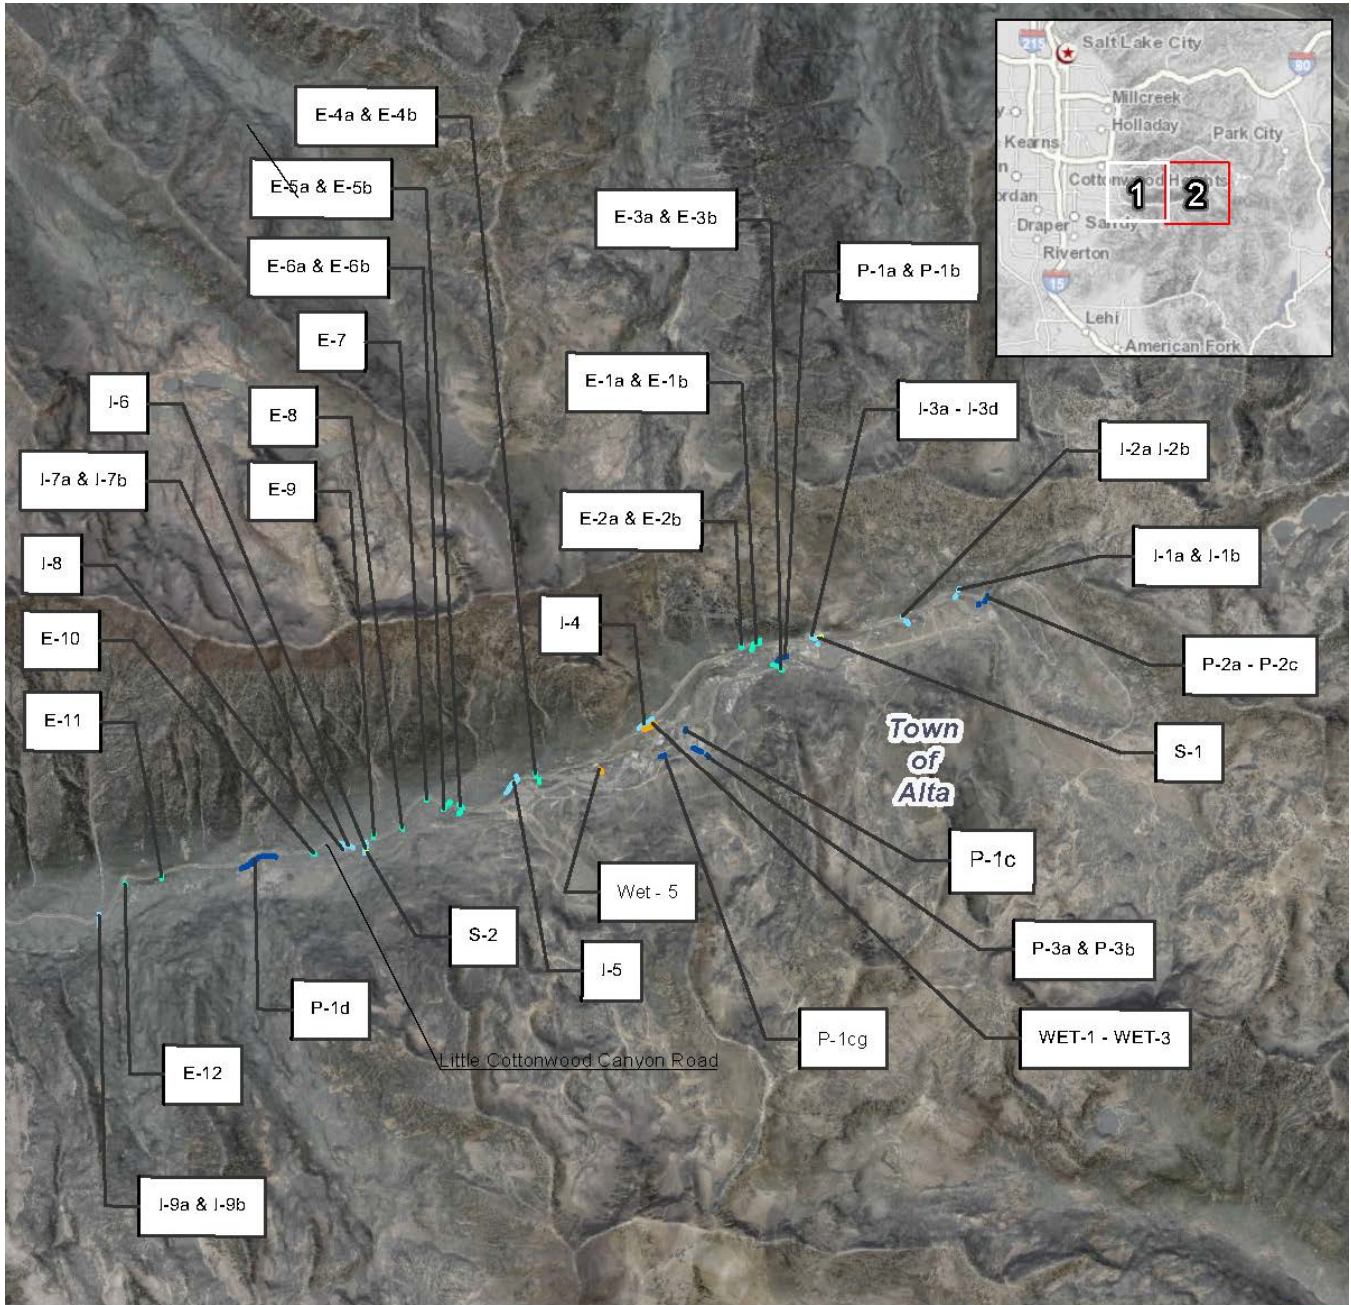 215
Salt Lake City
80
Millcreek
Holladay
Park City
Kearns
Cottonwood Heights
1
2
Draper
Sandy
Riverton
15
Lehi
American Fork
E-4a & E-4b
E-5a & E-5b
E-3a & E-3b
E-6a & E-6b
P-1a & P-1b
E-7
E-1a & E-1b
J-6
J-3a - J-3d
E-8
J-2a J-2b
J-7a & J-7b
E-9
E-2a & E-2b
J-8
J-1a & J-1b
J-4
E-10
P-2a - P-2c
E-11
Town
of
Alta
S-1
P-1c
Wet - 5
S-2
P-3a & P-3b
J-5
P-1d
P-1cg
WET-1 - WET-3
Little Cottonwood Canyon Road
E-12
J-9a & J-9b